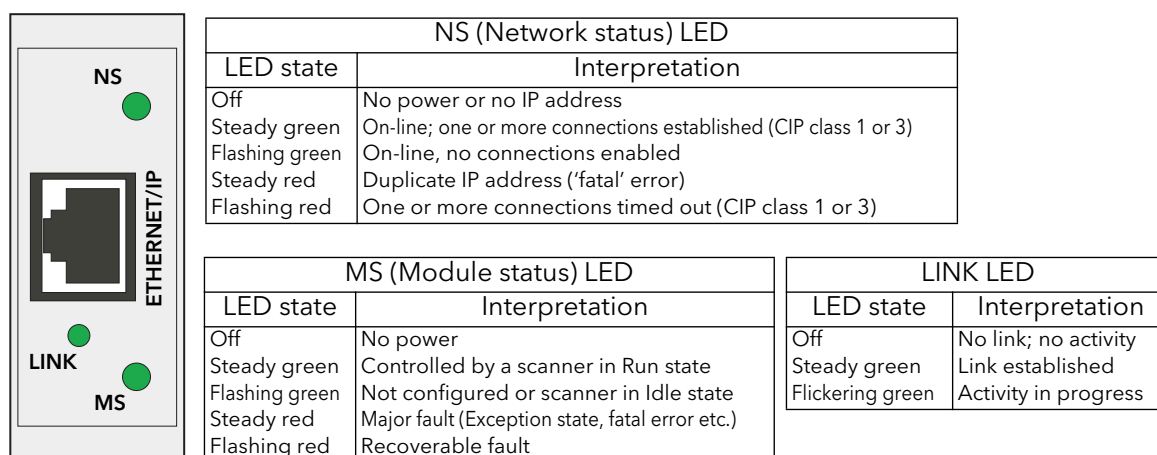 NS
ETHERNET/IP
LINK
MS
NS (Network status) LED
LED state Interpretation
Off No power or no IP address
Steady green On-line; one or more connections established (CIP class 1 or 3)
Flashing green On-line, no connections enabled
Steady red Duplicate IP address (‘fatal’ error)
Flashing red One or more connections timed out (CIP class 1 or 3)
MS (Module status) LED
LED state Interpretation
Off No power
Steady green Controlled by a scanner in Run state
Flashing green Not configured or scanner in Idle state
Steady red Major fault (Exception state, fatal error etc.)
Flashing red Recoverable fault
LINK LED
LED state Interpretation
Off No link; no activity
Steady green Link established
Flickering green Activity in progress